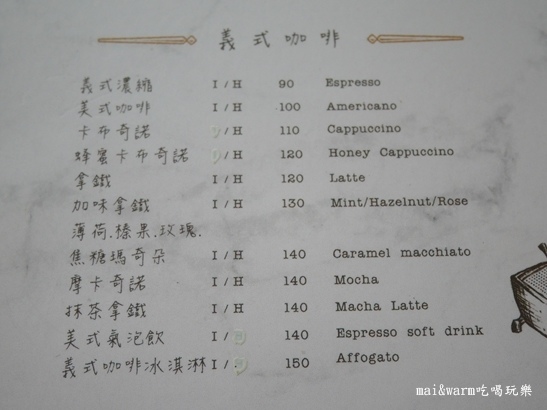 義式咖啡
義式濃縮 I/H 90 Espresso
美式咖啡 I/H 100 Americano
卡布奇諾 /H 110 Cappuccino
蜂蜜卡布奇諾 /H 120 Honey Cappuccino
拿鐵 I/H 120 Latte
加味拿鐵 I/H 130 Mint/Hazelnut/Rose
薄荷.榛果.玫瑰.
焦糖瑪奇朵 I/H 140 Caramel macchiato
摩卡奇諾 I/H 140 Mocha
抹茶拿鐵 I/H 140 Macha Latte
美式氣泡飲 I/ 140 Espresso soft drink
義式咖啡冰淇淋 I/ 150 Affogato
mai&warm吃喝玩樂